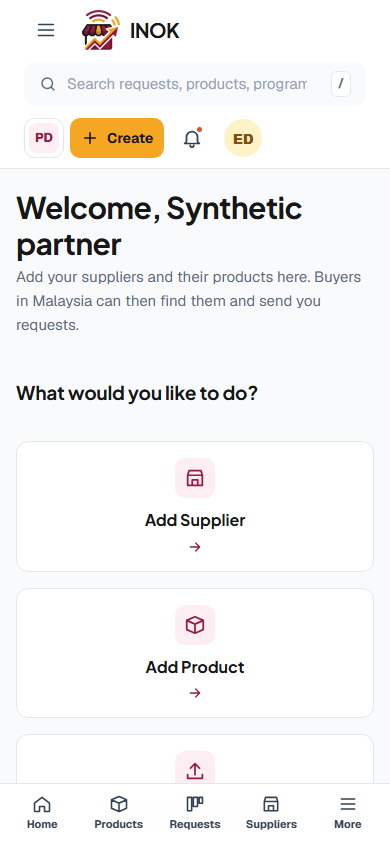 INOK
Search requests, products, program
/
PD
Create
ED
Welcome, Synthetic
partner
Add your suppliers and their products here. Buyers
in Malaysia can then find them and send you
requests.
What would you like to do?
Add Supplier
Add Product
Home
Products
Requests
Suppliers
More